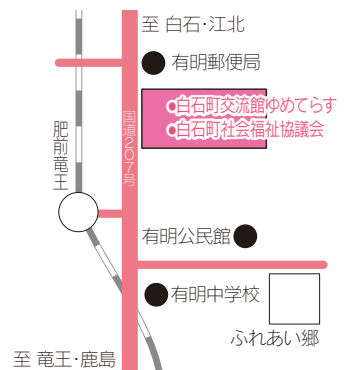 至 白石・江北
有明郵便局
白石町交流館ゆめてらす
白石町社会福祉協議会
国道207号
肥前竜王
有明公民館
有明中学校
ふれあい郷
至 竜王・鹿島